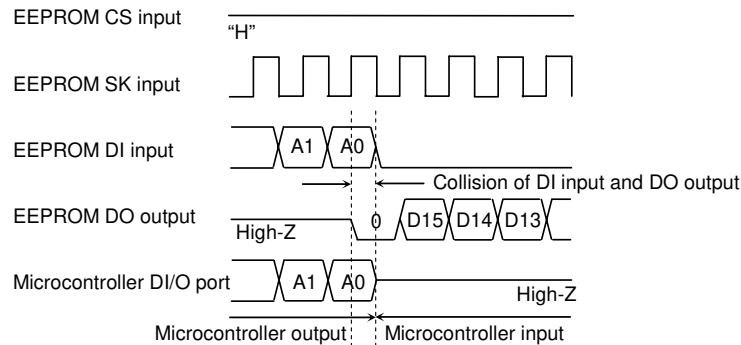 EEPROM CS input
“H”
EEPROM SK input
EEPROM DI input A1 A0
Collision of DI input and DO output
EEPROM DO output High-Z 0 D15 D14 D13
Microcontroller DI/O port A1 A0 High-Z
Microcontroller output Microcontroller input